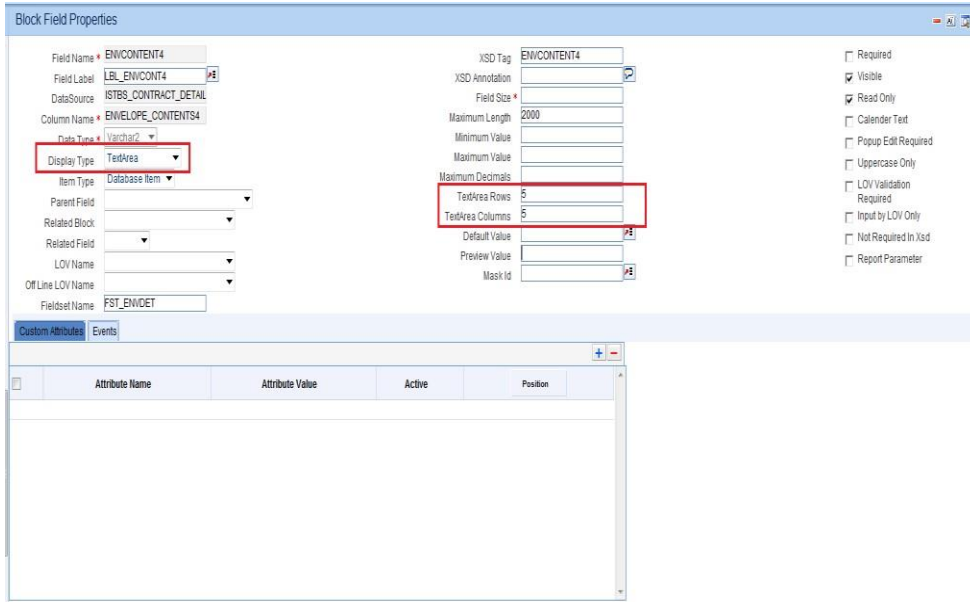 Block Field Properties
Field Name * ENVCONTENT4
Field Label LBL_ENVCONT4
DataSource ISTBS_CONTRACT_DETAIL
Column Name * ENVELOPE_CONTENTS4
Data Type * Varchar2
Display Type TextArea
Item Type Database Item
Parent Field
Related Block
Related Field
LOV Name
Off Line LOV Name
Fieldset Name FST_ENVDET
XSD Tag ENVCONTENT4
XSD Annotation
Field Size *
Maximum Length 2000
Minimum Value
Maximum Value
Maximum Decimals
TextArea Rows 5
TextArea Columns 5
Default Value
Preview Value
Mask Id
Required
Visible
Read Only
Calender Text
Popup Edit Required
Uppercase Only
LOV Validation
Required
Input by LOV Only
Not Required In Xsd
Report Parameter
Custom Attributes Events
Attribute Name Attribute Value Active Position